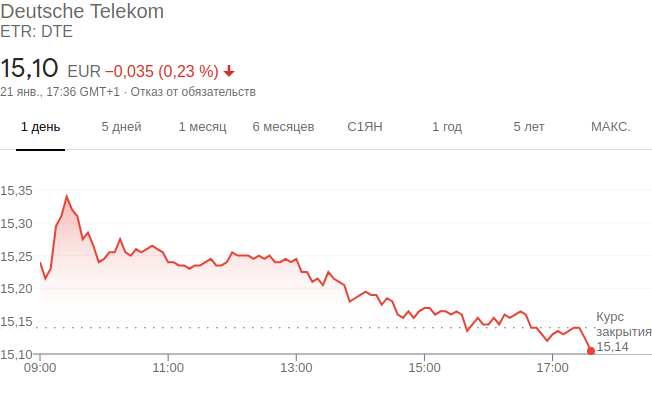 Deutsche Telekom
ETR: DTE
15,10 EUR −0,035 (0,23 %)
21 янв., 17:36 GMT+1 · Отказ от обязательств
1 день 5 дней 1 месяц 6 месяцев С1ЯН 1 год 5 лет МАКС.
15,35
15,30
15,25
15,20
15,15
Курс
закрытия
15,14
15,10
09:00 11:00 13:00 15:00 17:00